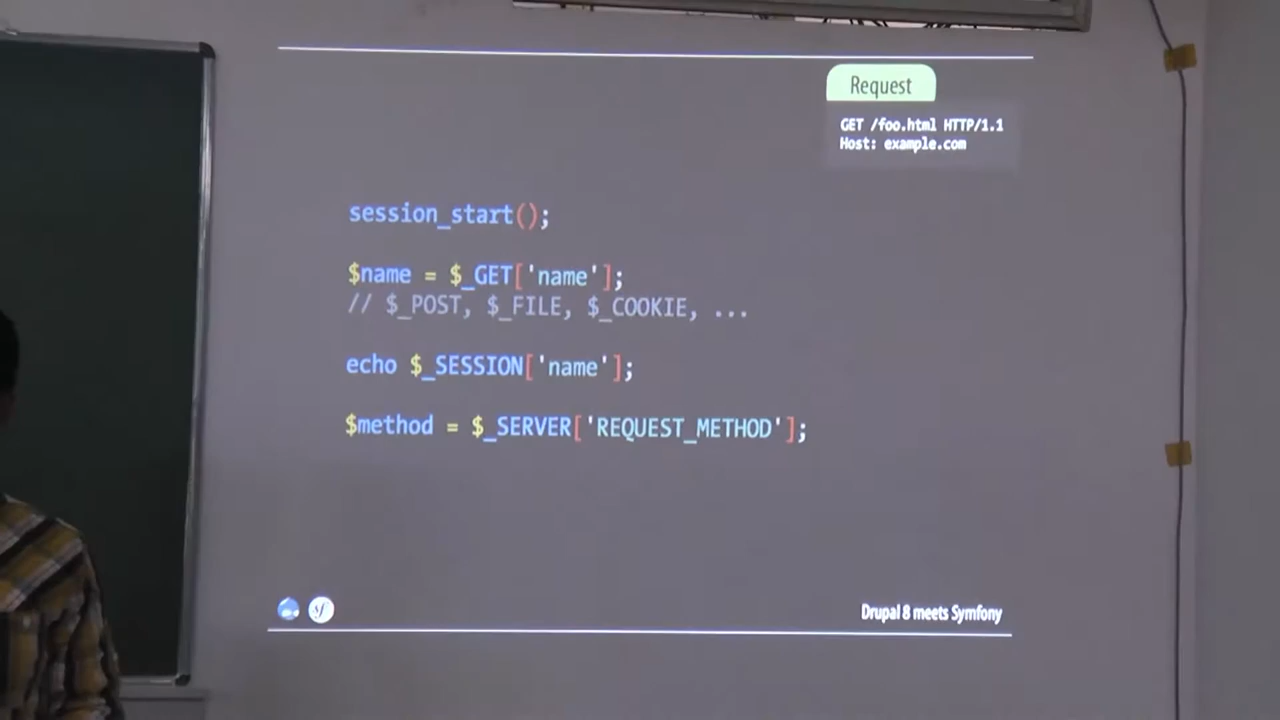 Request
GET /foo.html HTTP/1.1
Host: example.com
session_start();
$name = $_GET['name'];
// $_POST, $_FILE, $_COOKIE, ...
echo $_SESSION['name'];
$method = $_SERVER['REQUEST_METHOD'];
Drupal 8 meets Symfony